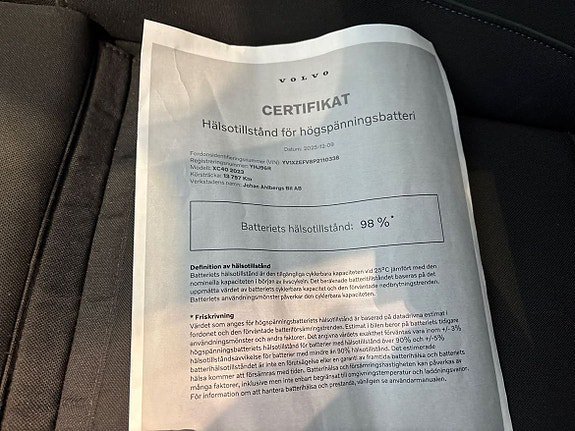 VOLVO
CERTIFIKAT
Hälsotillstånd för högspänningsbatteri
Datum: 2025-12-09
Fordonsidentifieringsnummer (VIN):
Registreringsnummer:
Modell: XC40 2023
Körsträcka: 13 757 Km
Verkstadens namn: Johan Ahlbergs Bil AB
Batteriets hälsotillstånd: 98 %*
Definition av hälsotillstånd
Batteriets hälsotillstånd är den tillgängliga cyklerbara kapaciteten vid 25°C jämfört med den
nominella kapaciteten i början av livscykeln. Det beräknade batteritillståndet baseras på det
uppmätta värdet av batteriets cyklerbara kapacitet och den förväntade nedbrytningstrenden.
Batteriets användningsmönster påverkar den cyklerbara kapaciteten.
* Friskrivning
Värdet som anges för högspänningsbatteriets hälsotillstånd är baserad på datadrivna estimat i
fordonet och den förväntade batteriförsämringstrenden. Estimat i bilen beror på batteriets tidigare
användningsmönster och andra faktorer. Det angivna värdets exakthet förväntas vara inom +/- 3%
högspänningsbatteriets hälsotillstånd för batterier med hälsotillstånd över 90% och +/-5%
hälsotillståndsavvikelse för batterier med mindre än 90% hälsotillstånd. Det estimerade
batterihälsotillståndet är inte en förutsägelse eller en garanti av framtida batterihälsa och batteriets
hälsa kommer att försämras med tiden. Batterihälsa och försämringshastigheten kan påverkas av
många faktorer, inklusive men inte enbart begränsat till omgivningstemperatur och laddningsvanor.
För information om att hantera batterihälsa och prestanda, vänligen se användarmanualen.